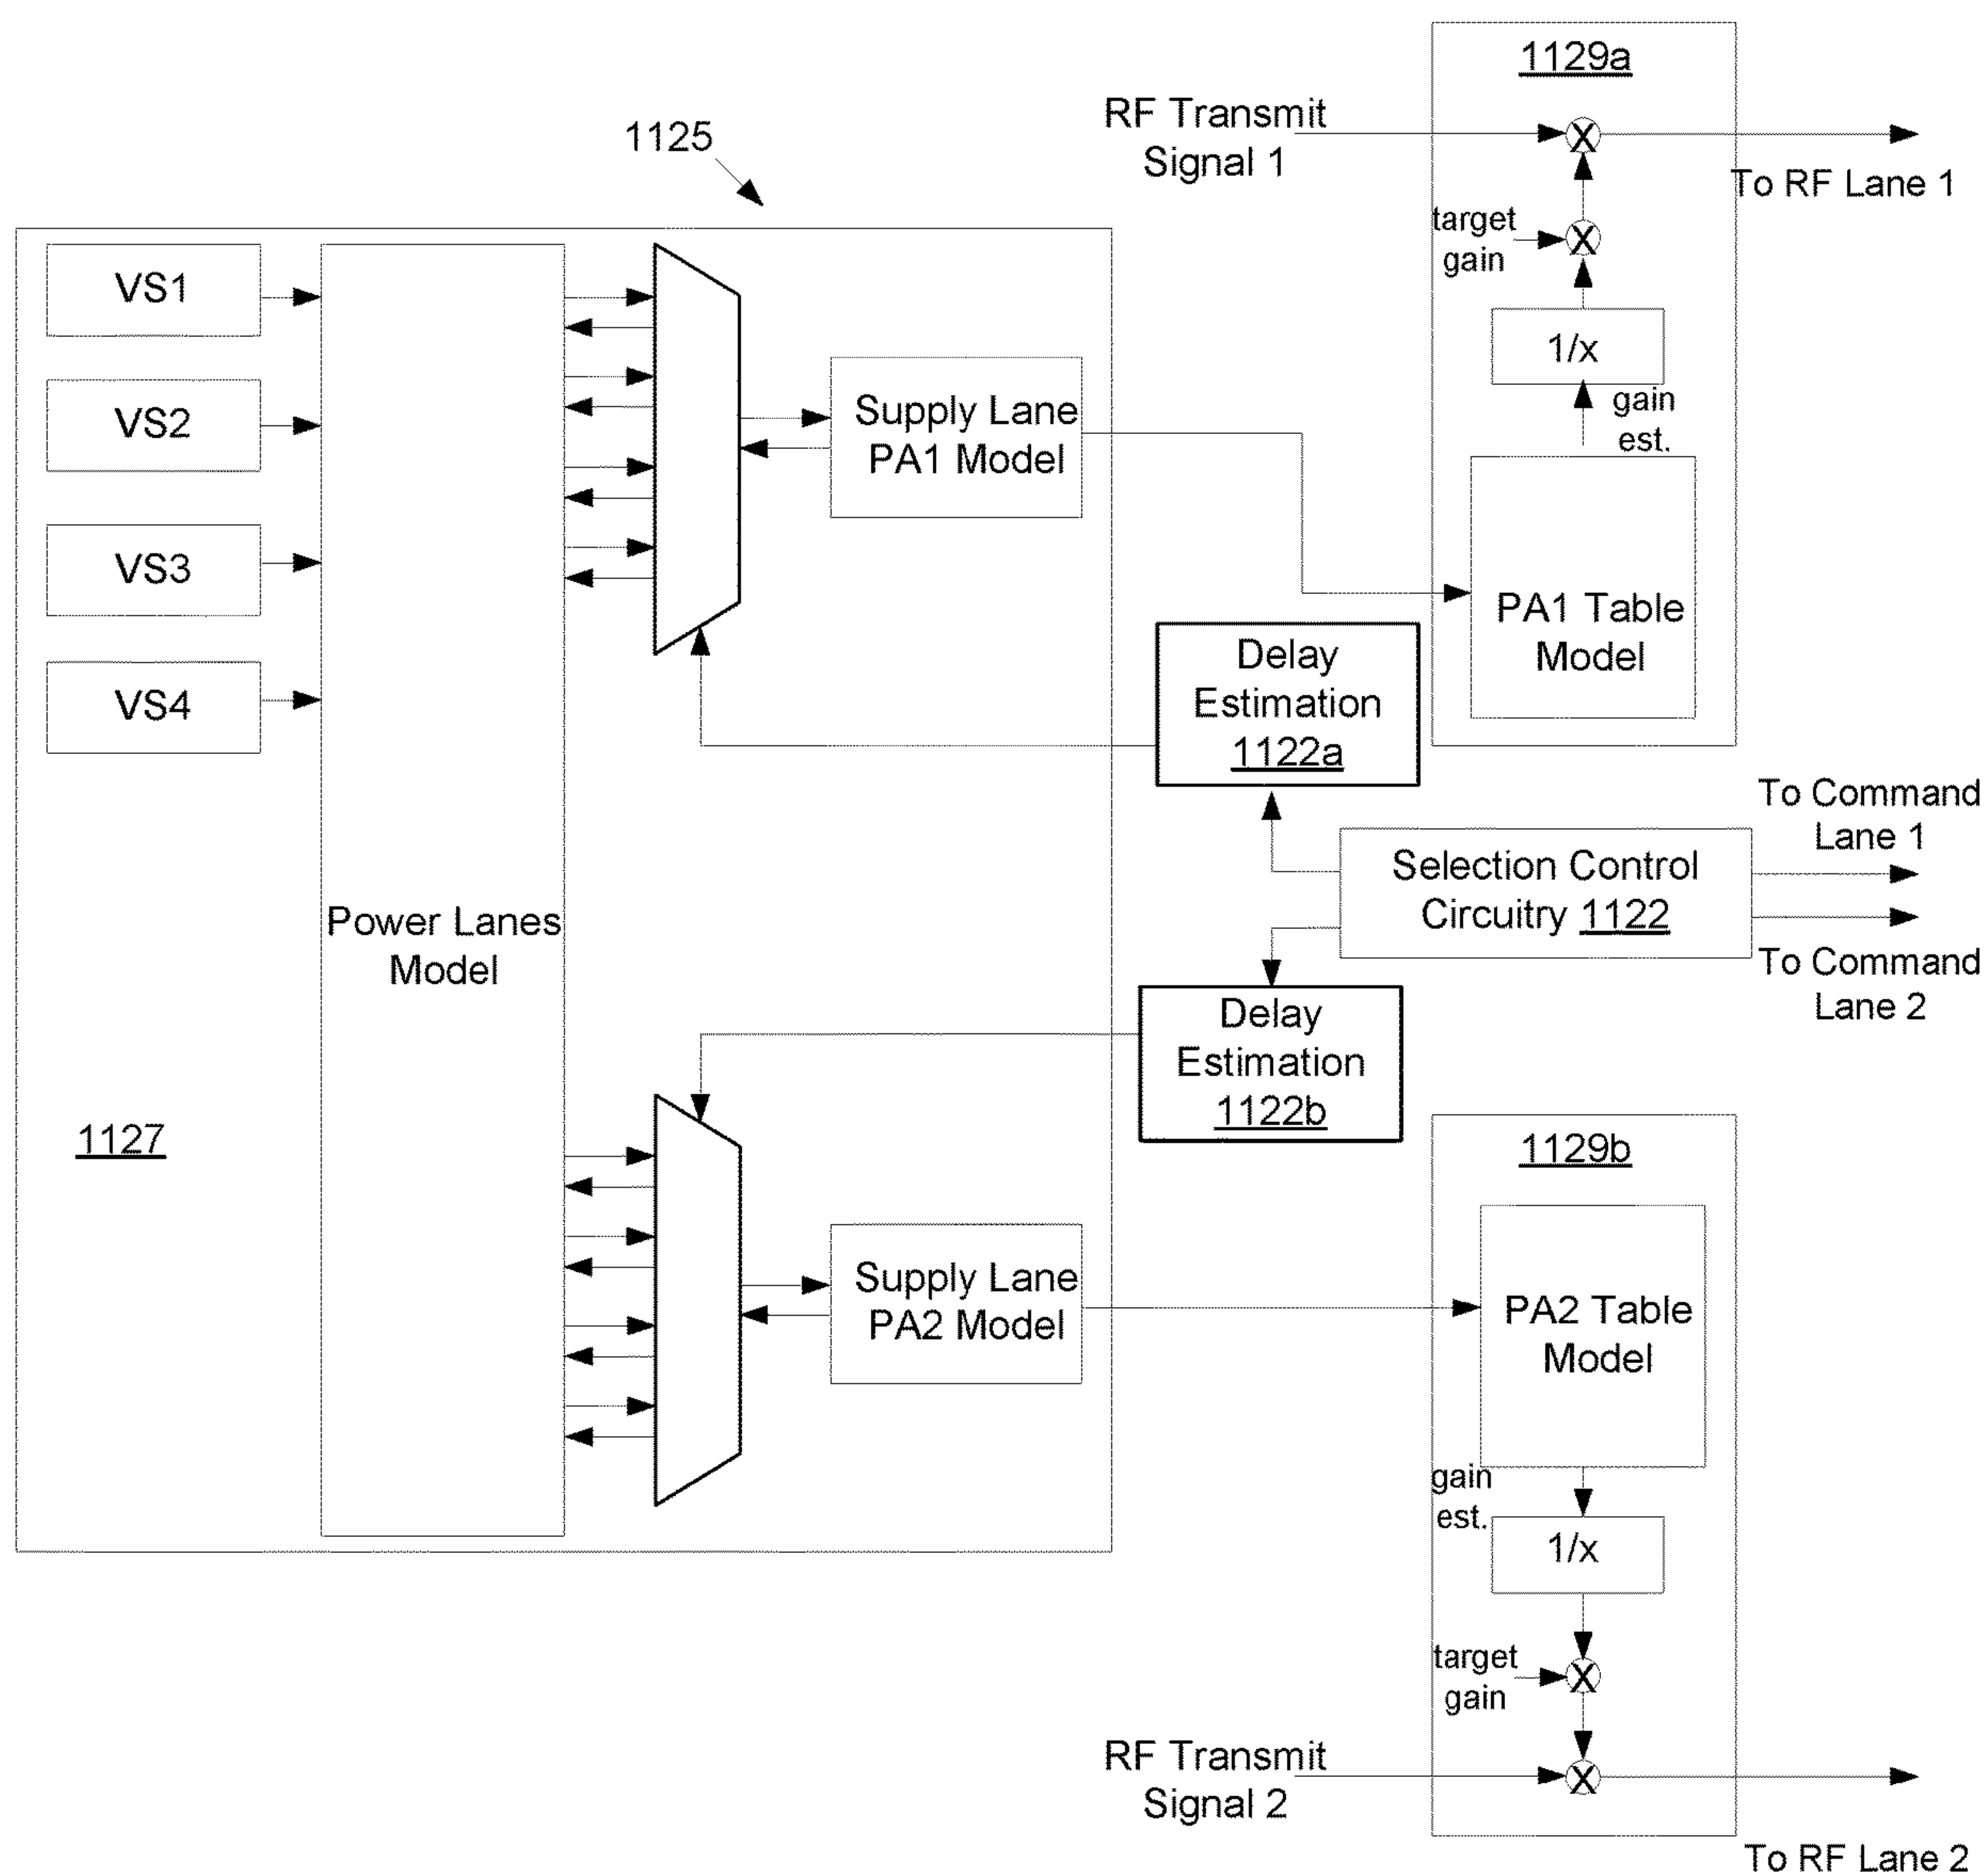 1129a
RF Transmit
Signal 1
X
To RF Lane 1
1125
target
gain
X
VS1
1/x
gain
est.
VS2
Supply Lane
PA1 Model
VS3
PA1 Table
Model
VS4
Delay
Estimation
1122a
To Command
Lane 1
Selection Control
Circuitry 1122
To Command
Lane 2
Power Lanes
Model
Delay
Estimation
1122b
1127
1129b
Supply Lane
PA2 Model
PA2 Table
Model
gain
est.
1/x
target
gain
X
RF Transmit
Signal 2
X
To RF Lane 2